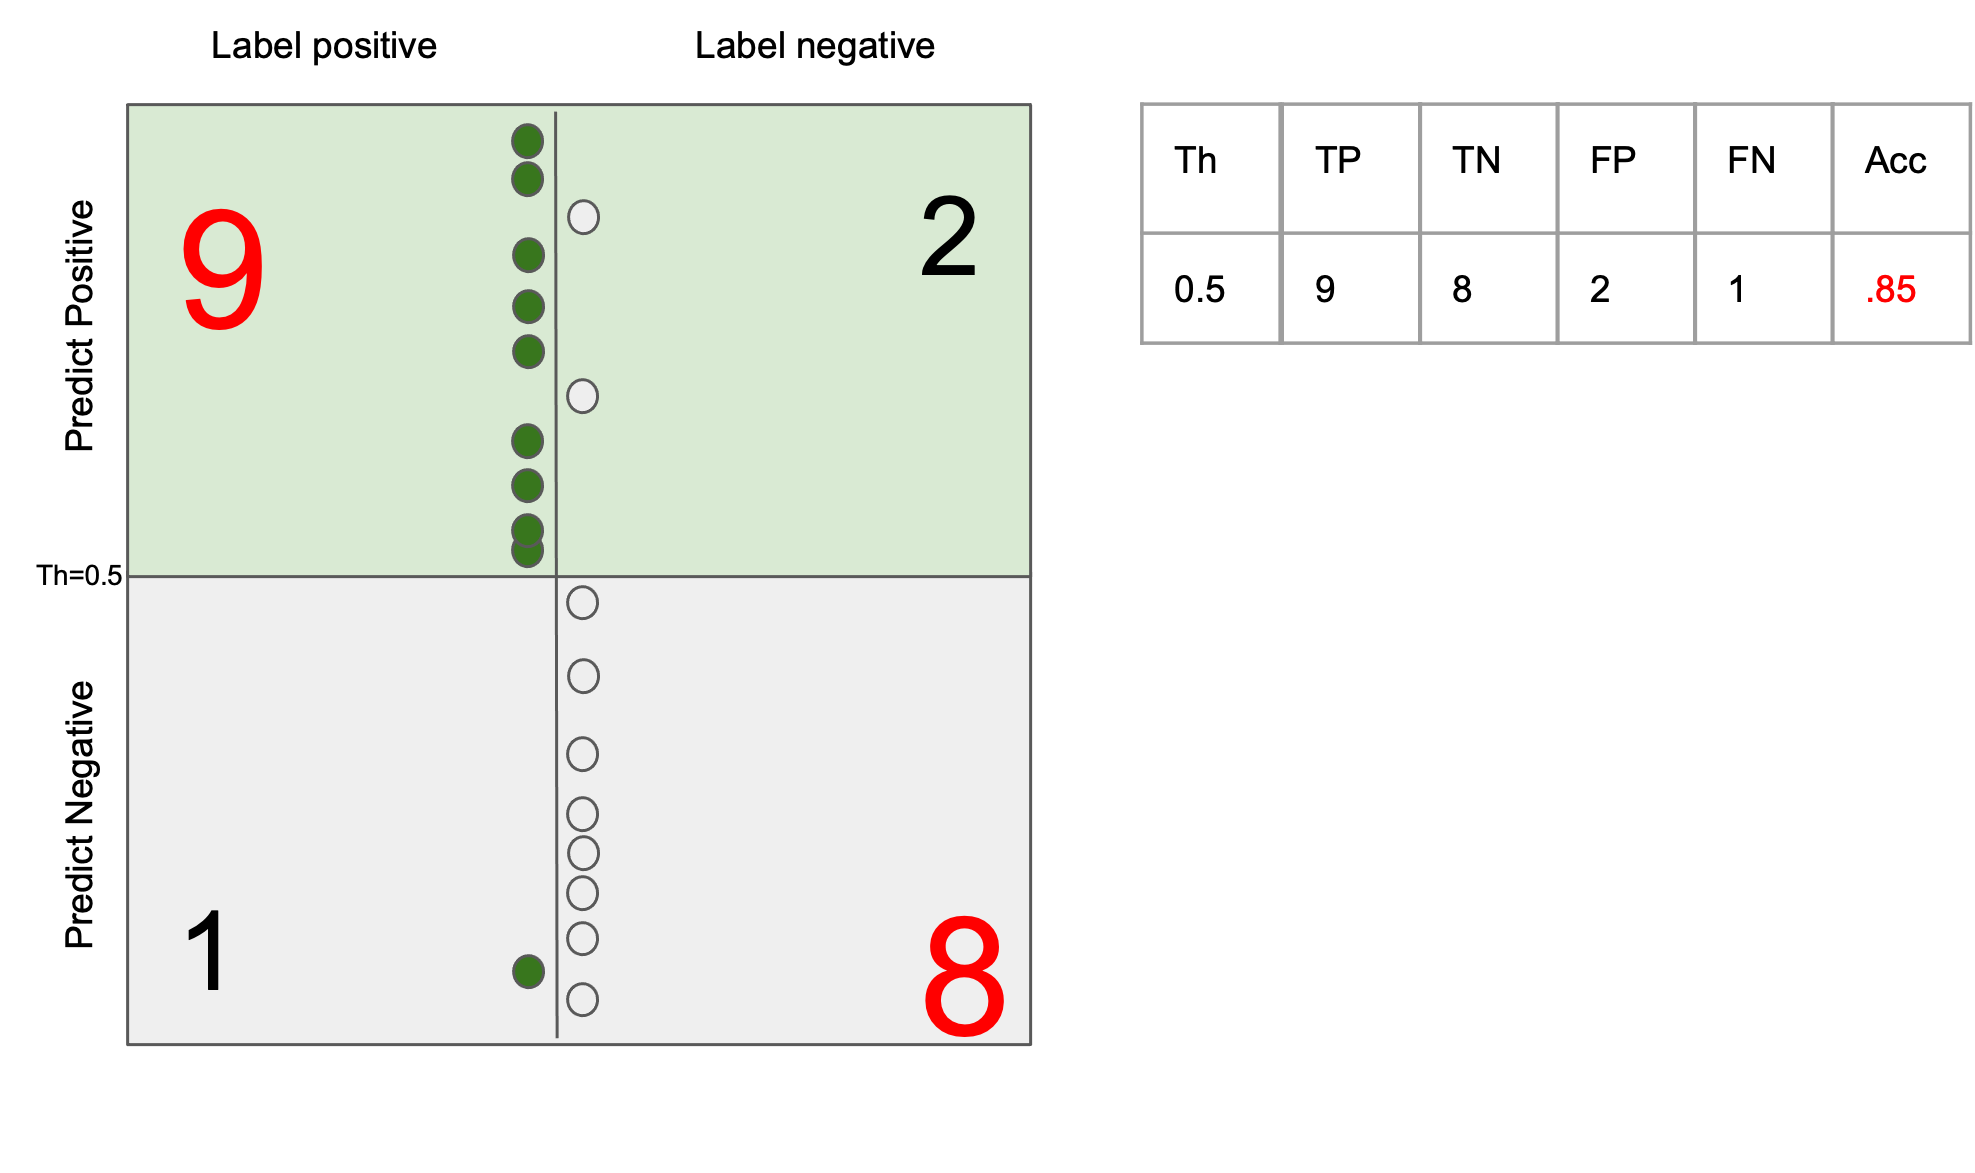 Label positive
Label negative
Predict Positive
9
2
Th=0.5
Predict Negative
1
8
Th TP TN FP FN Acc
0.5 9 8 2 1 .85